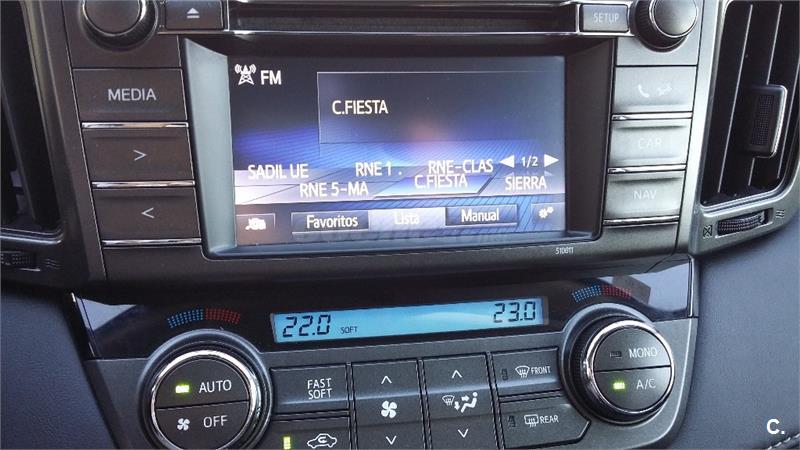 SETUP
MEDIA
FM
C.FIESTA
SADIL UE RNE 1 . RNE-CLAS 1/2
RNE 5-MA C.FIESTA SIERRA
Favoritos Lista Manual
CAR
NAV
510011
22.0 SOFT 23.0
AUTO
OFF
FAST
SOFT
FRONT
REAR
MONO
A/C
C.